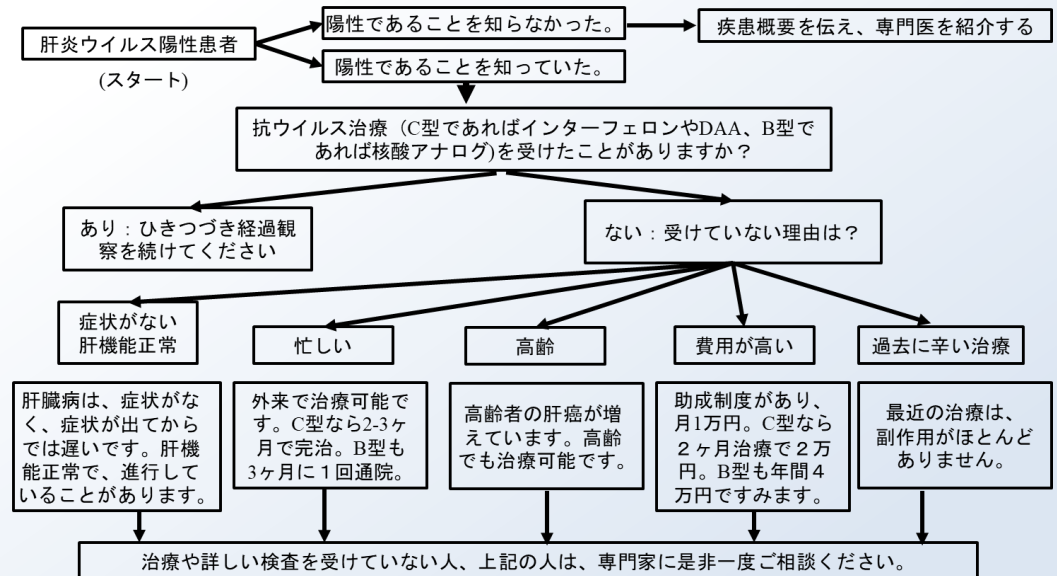 陽性であることを知らなかった。
疾患概要を伝え、専門医を紹介する
肝炎ウイルス陽性患者
(スタート)
陽性であることを知っていた。
抗ウイルス治療（C型であればインターフェロンやDAA、B型で
あれば核酸アナログ)を受けたことがありますか？
あり：ひきつづき経過観
察を続けてください
ない：受けていない理由は？
症状がない
肝機能正常
忙しい
高齢
費用が高い
過去に辛い治療
肝臓病は、症状がな
く、症状が出てから
では遅いです。肝機
能正常で、進行して
いることがあります。
外来で治療可能で
す。C型なら2-3ヶ
月で完治。B型も
3ヶ月に１回通院。
高齢者の肝癌が増
えています。高齢
でも治療可能です。
助成制度があり、
月1万円。C型なら
２ヶ月治療で２万
円。B型も年間４
万円ですみます。
最近の治療は、
副作用がほとんど
ありません。
治療や詳しい検査を受けていない人、上記の人は、専門家に是非一度ご相談ください。